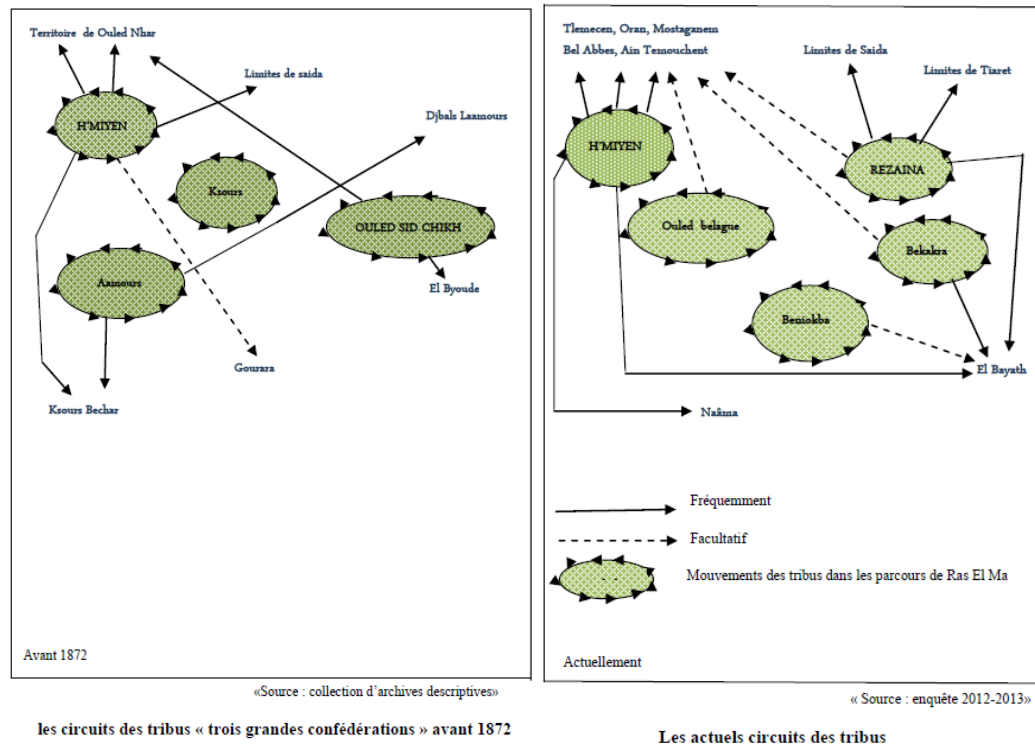 Territoire de Ouled Nhar
Limites de saida
H'MIYEN
Djbals Laamours
Ksours
OULED SID CHIKH
Aamours
El Byoude
Gourara
Ksours Bechar
Avant 1872
«Source : collection d'archives descriptives»
les circuits des tribus « trois grandes confédérations » avant 1872
Tlemecen, Oran, Mostaganem
Bel Abbes, Ain Temouchent
Limites de Saida
Limites de Tiaret
H'MIYEN
REZAINA
Ouled belague
Bekakra
Beniokba
El Bayath
Naâma
Fréquemment
Facultatif
Mouvements des tribus dans les parcours de Ras El Ma
Actuellement
« Source : enquête 2012-2013»
Les actuels circuits des tribus